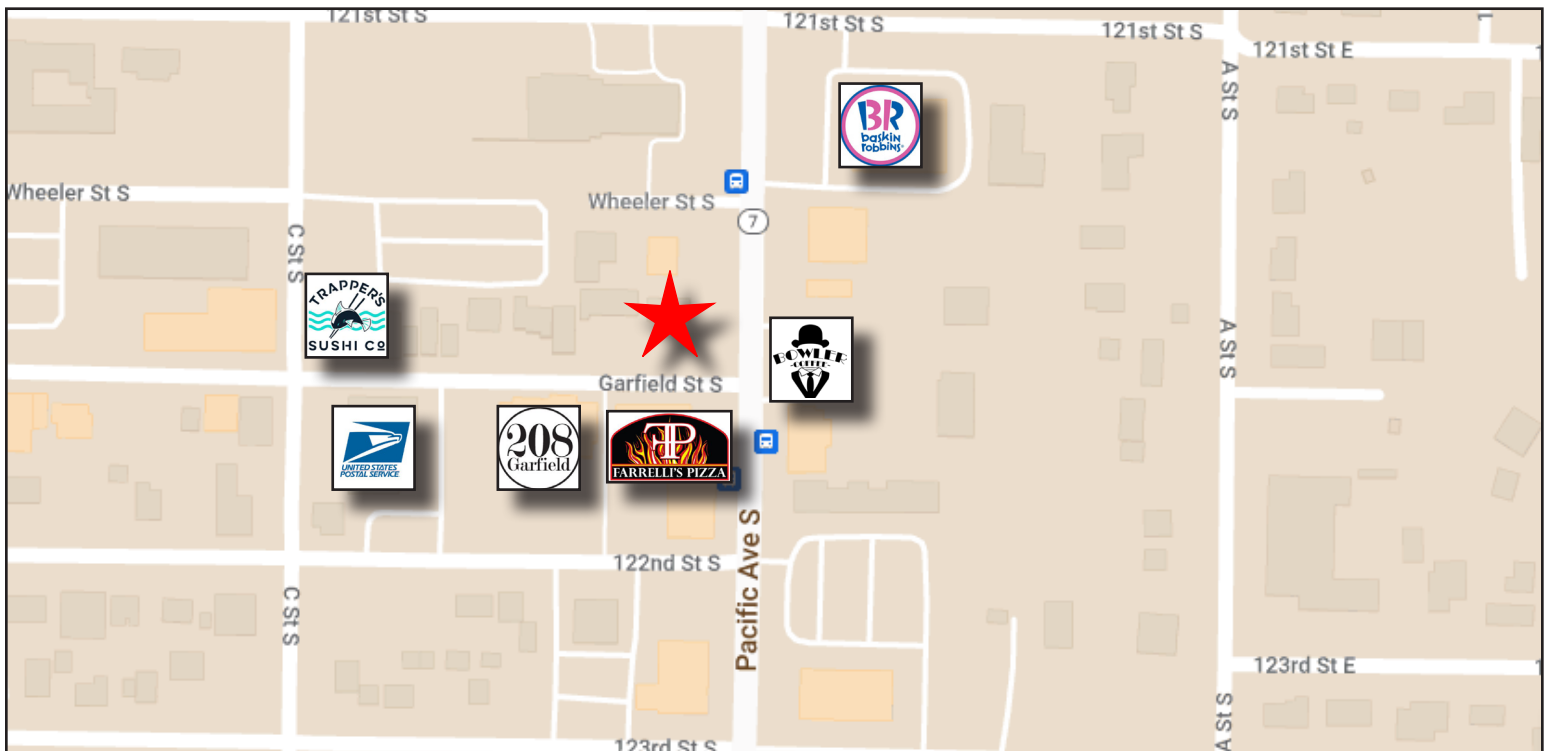 121st St S
121st St S
121st St S
121st St E
A St S
BR
baskin
robbins
Wheeler St S
Wheeler St S
7
C St S
TRAPPER'S
SUSHI Co
BOWLER
-COFFEE-
A St S
Garfield St S
UNITED STATES
POSTAL SERVICE
208
Garfield
FP
FARRELLI'S PIZZA
Pacific Ave S
122nd St S
C St S
123rd St E
A St S
123rd St S